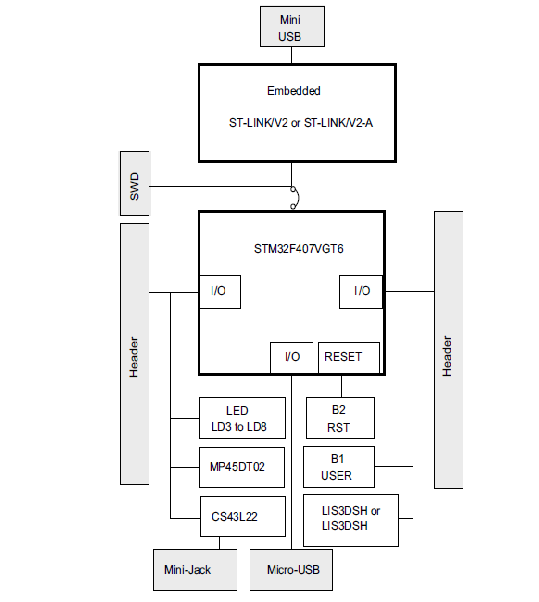 Mini
USB
Embedded
ST-LINK/V2 or ST-LINK/V2-A
SWD
STM32F407VGT6
I/O
I/O
Header
Header
I/O
RESET
LED
LD3 to LD8
B2
RST
MP45DT02
B1
USER
CS43L22
LIS3DSH or
LIS3DSH
Mini-Jack
Micro-USB